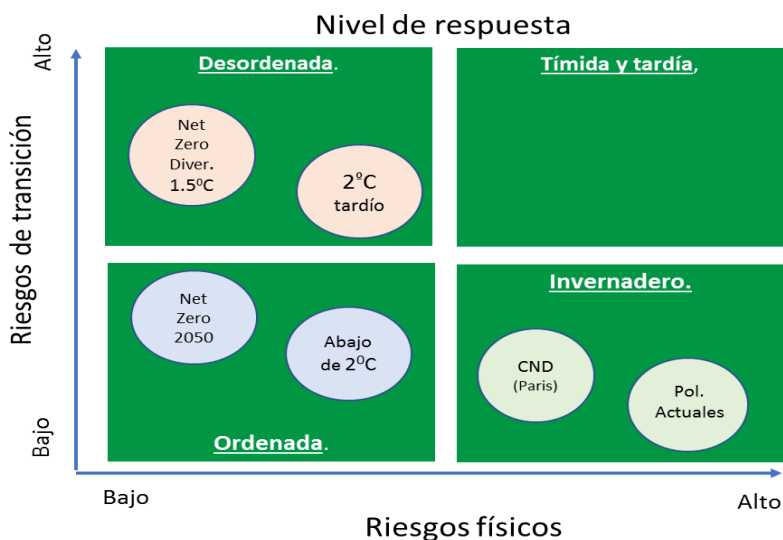 Nivel de respuesta
Alto
Riesgos de transición
Bajo
Desordenada.
Net
Zero
Diver.
1.5⁰C
2ºC
tardío
Tímida y tardía,
Net
Zero
2050
Abajo
de 2⁰C
Ordenada.
Invernadero.
CND
(Paris)
Pol.
Actuales
Bajo
Alto
Riesgos físicos